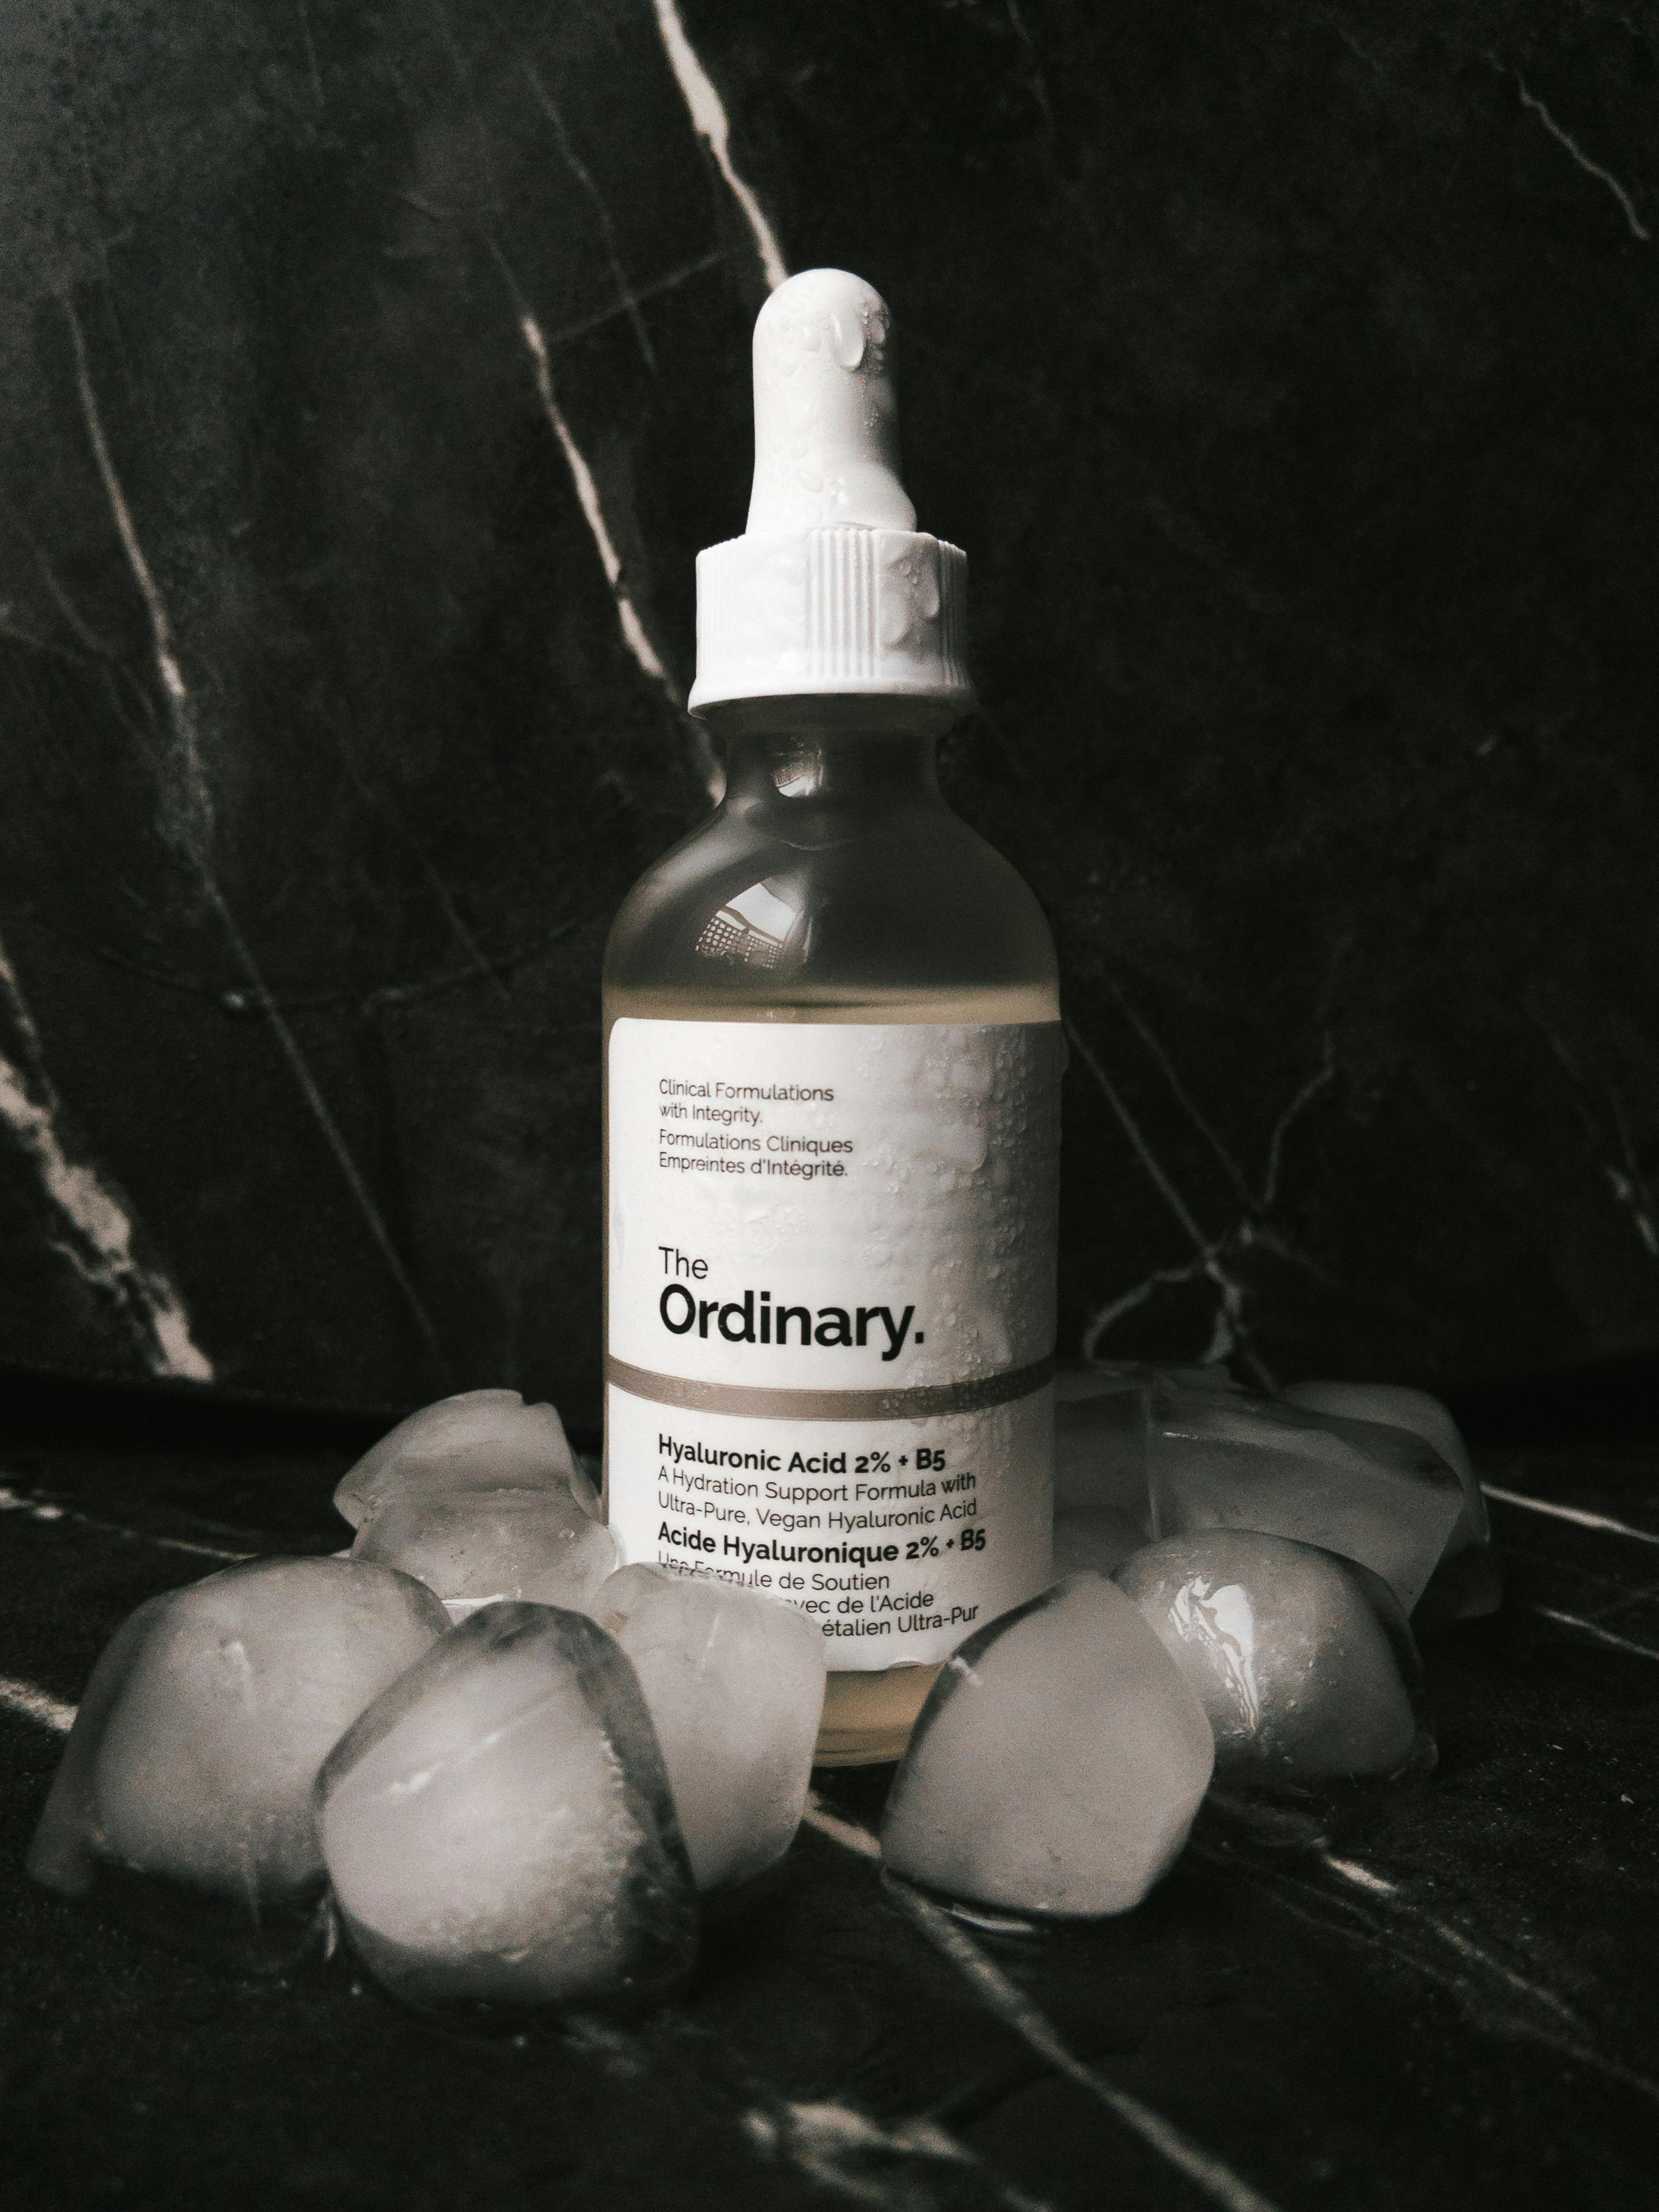 Clinical Formulations
with Integrity.
Formulations Cliniques
Empreintes d'Intégrité.
The
Ordinary.
Hyaluronic Acid 2% + B5
A Hydration Support Formula with
Ultra-Pure, Vegan Hyaluronic Acid
Acide Hyaluronique 2% + B5
Une Formule de Soutien
de l'Acide
Ultra-Pur